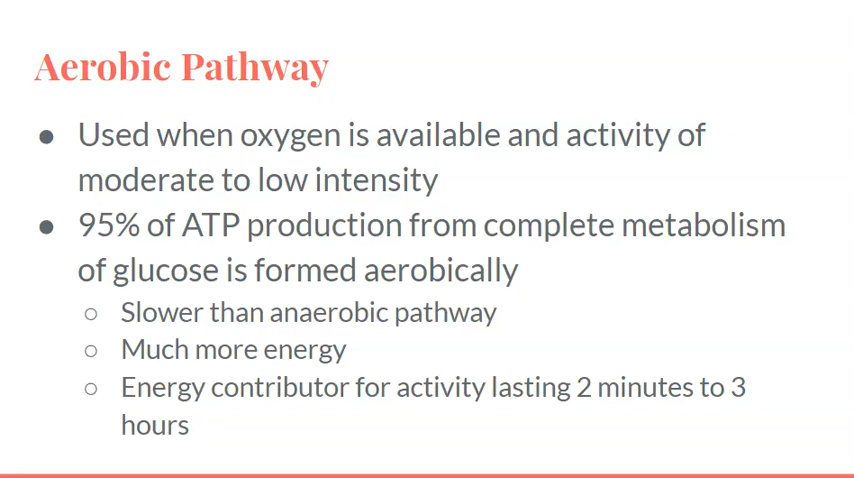 Aerobic Pathway
● Used when oxygen is available and activity of
moderate to low intensity
● 95% of ATP production from complete metabolism
of glucose is formed aerobically
○ Slower than anaerobic pathway
○ Much more energy
○ Energy contributor for activity lasting 2 minutes to 3
hours